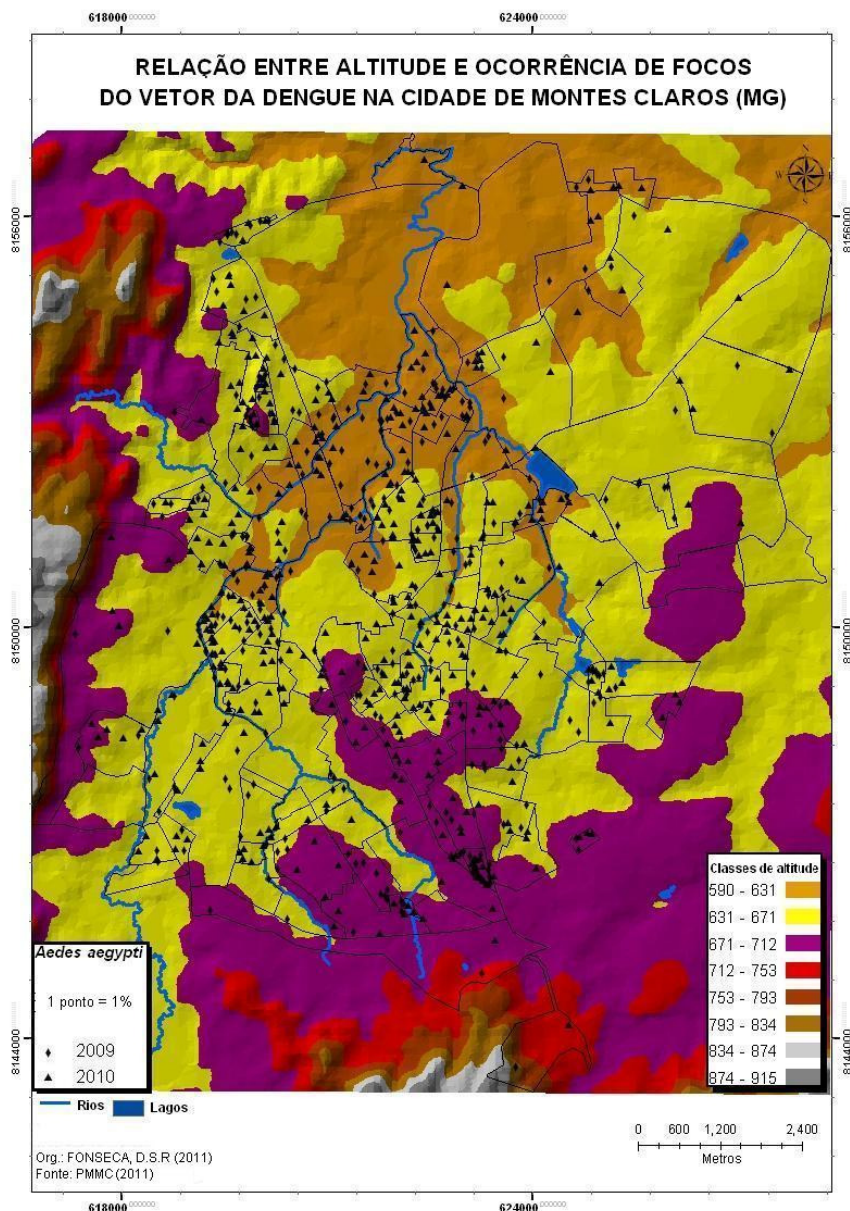 618000
624000
RELAÇÃO ENTRE ALTITUDE E OCORRÊNCIA DE FOCOS
DO VETOR DA DENGUE NA CIDADE DE MONTES CLAROS (MG)
N
W
S
8156000
8156000
8150000
8150000
Classes de altitude
590 - 631
631 - 671
671 - 712
712 - 753
753 - 793
793 - 834
834 - 874
874 - 915
Aedes aegypti
1 ponto = 1%
2009
2010
8144000
8144000
Rios
Lagos
0 600 1,200 2,400
Metros
Org.: FONSECA, D.S.R (2011)
Fonte: PMMC (2011)
618000
624000